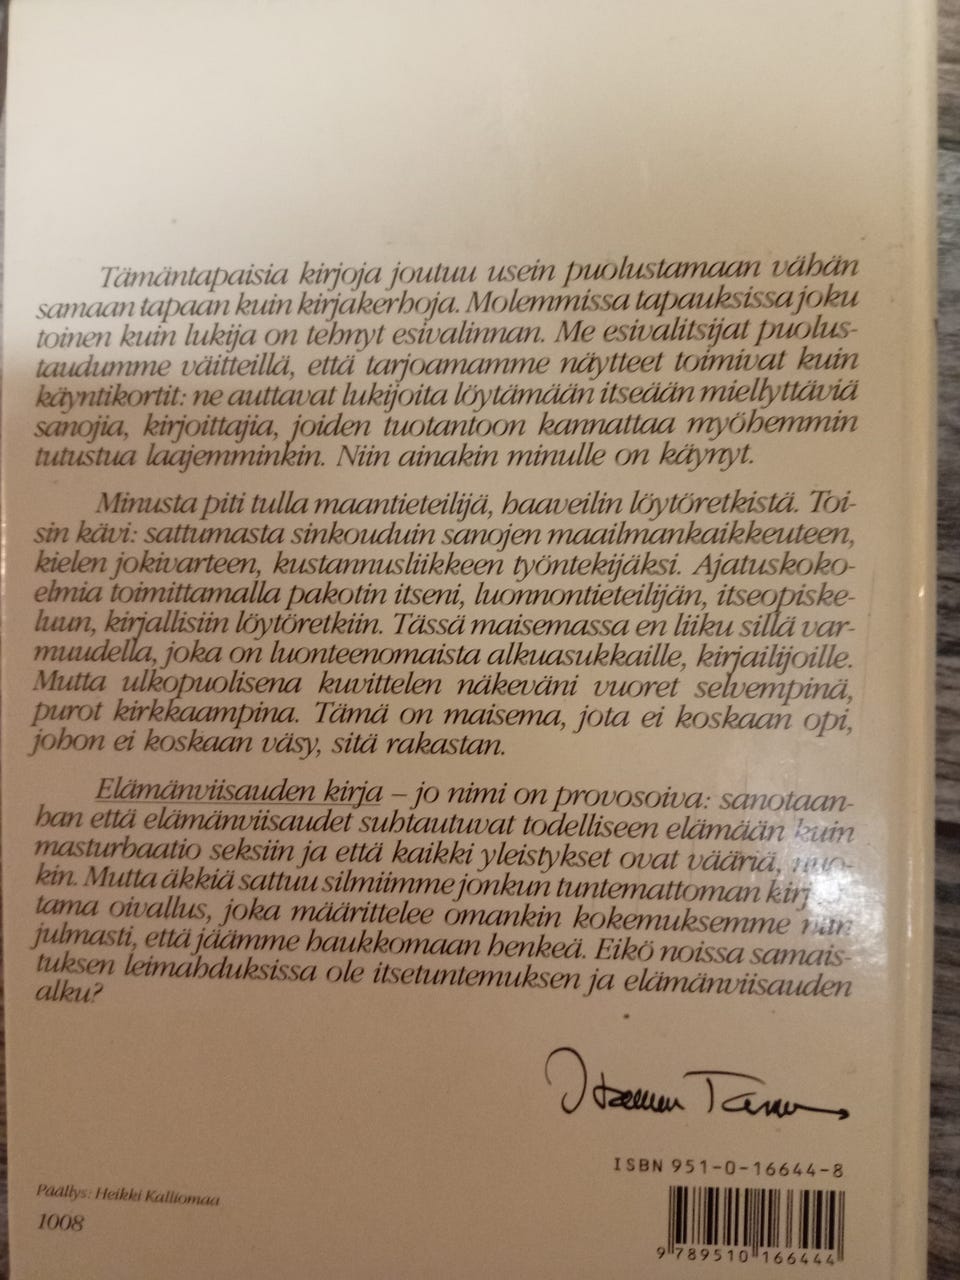 Tämäntapaisia kirjoja joutuu usein puolustamaan vähän
samaan tapaan kuin kirjakerhoja. Molemmissa tapauksissa joku
toinen kuin lukija on tehnyt esivalinnan. Me esivalitsijat puolus-
taudumme väitteillä, että tarjoamamme näytteet toimivat kuin
käyntikortit: ne auttavat lukijoita löytämään itseään miellyttäviä
sanojia, kirjoittajia, joiden tuotantoon kannattaa myöhemmin
tutustua laajemminkin. Niin ainakin minulle on käynyt.
Minusta piti tulla maantieteilijä, haaveilin löytöretkistä. Toi-
sin kävi: sattumasta sinkouduin sanojen maailmankaikkeuteen,
kielen jokivarteen, kustannusliikkeen työntekijäksi. Ajatuskoko-
elmia toimittamalla pakotin itseni, luonnontieteilijän, itseopiske-
luun, kirjallisiin löytöretkiin. Tässä maisemassa en liiku sillä var-
muudella, joka on luonteenomaista alkuasukkaille, kirjailijoille.
Mutta ulkopuolisena kuvittelen näkeväni vuoret selvempinä,
purot kirkkaampina. Tämä on maisema, jota ei koskaan opi,
johon ei koskaan väsy, sitä rakastan.
Elämänviisauden kirja – jo nimi on provosoiva: sanotaan-
han että elämänviisaudet suhtautuvat todelliseen elämään kuin
masturbaatio seksiin ja että kaikki yleistykset ovat vääriä,
kin. Mutta äkkiä sattuu silmiimme jonkun tuntemattoman
tama oivallus, joka määrittelee omankin kokemuksemme niin
julmasti, että jäämme haukkomaan henkeä. Eikö noissa samais-
tuksen leimahduksissa ole itsetuntemuksen ja elämänviisauden
alku?
ISBN 951-0-16644-8
Päällys: Heikki Kalliomaa
1008
9 789510 166444